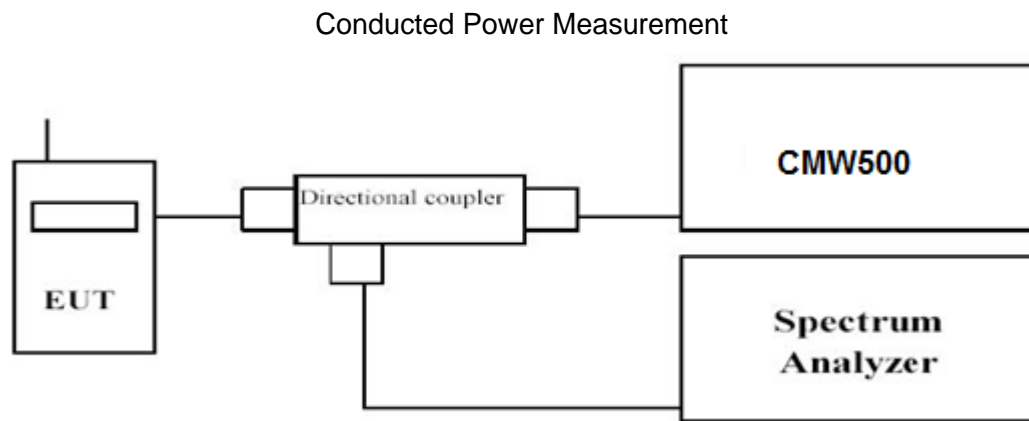 Conducted Power Measurement
CMW500
Directional coupler
EUT
Spectrum
Analyzer